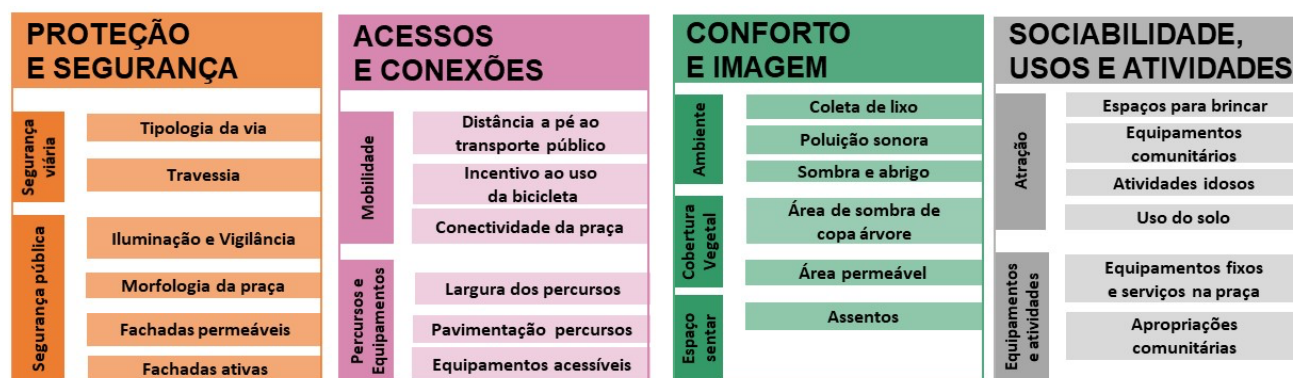 PROTEÇÃO
E SEGURANÇA
Segurança
viária
Tipologia da via
Travessia
Segurança pública
Iluminação e Vigilância
Morfologia da praça
Fachadas permeáveis
Fachadas ativas
ACESSOS
E CONEXÕES
Mobilidade
Distância a pé ao
transporte público
Incentivo ao uso
da bicicleta
Conectividade da praça
Percursos e
Equipamentos
Largura dos percursos
Pavimentação percursos
Equipamentos acessíveis
CONFORTO
E IMAGEM
Ambiente
Coleta de lixo
Poluição sonora
Sombra e abrigo
Cobertura
Vegetal
Área de sombra de
copa árvore
Área permeável
Espaço
sentar
Assentos
SOCIABILIDADE,
USOS E ATIVIDADES
Atração
Espaços para brincar
Equipamentos
comunitários
Atividades idosos
Uso do solo
Equipamentos
e atividades
Equipamentos fixos
e serviços na praça
Apropriações
comunitárias